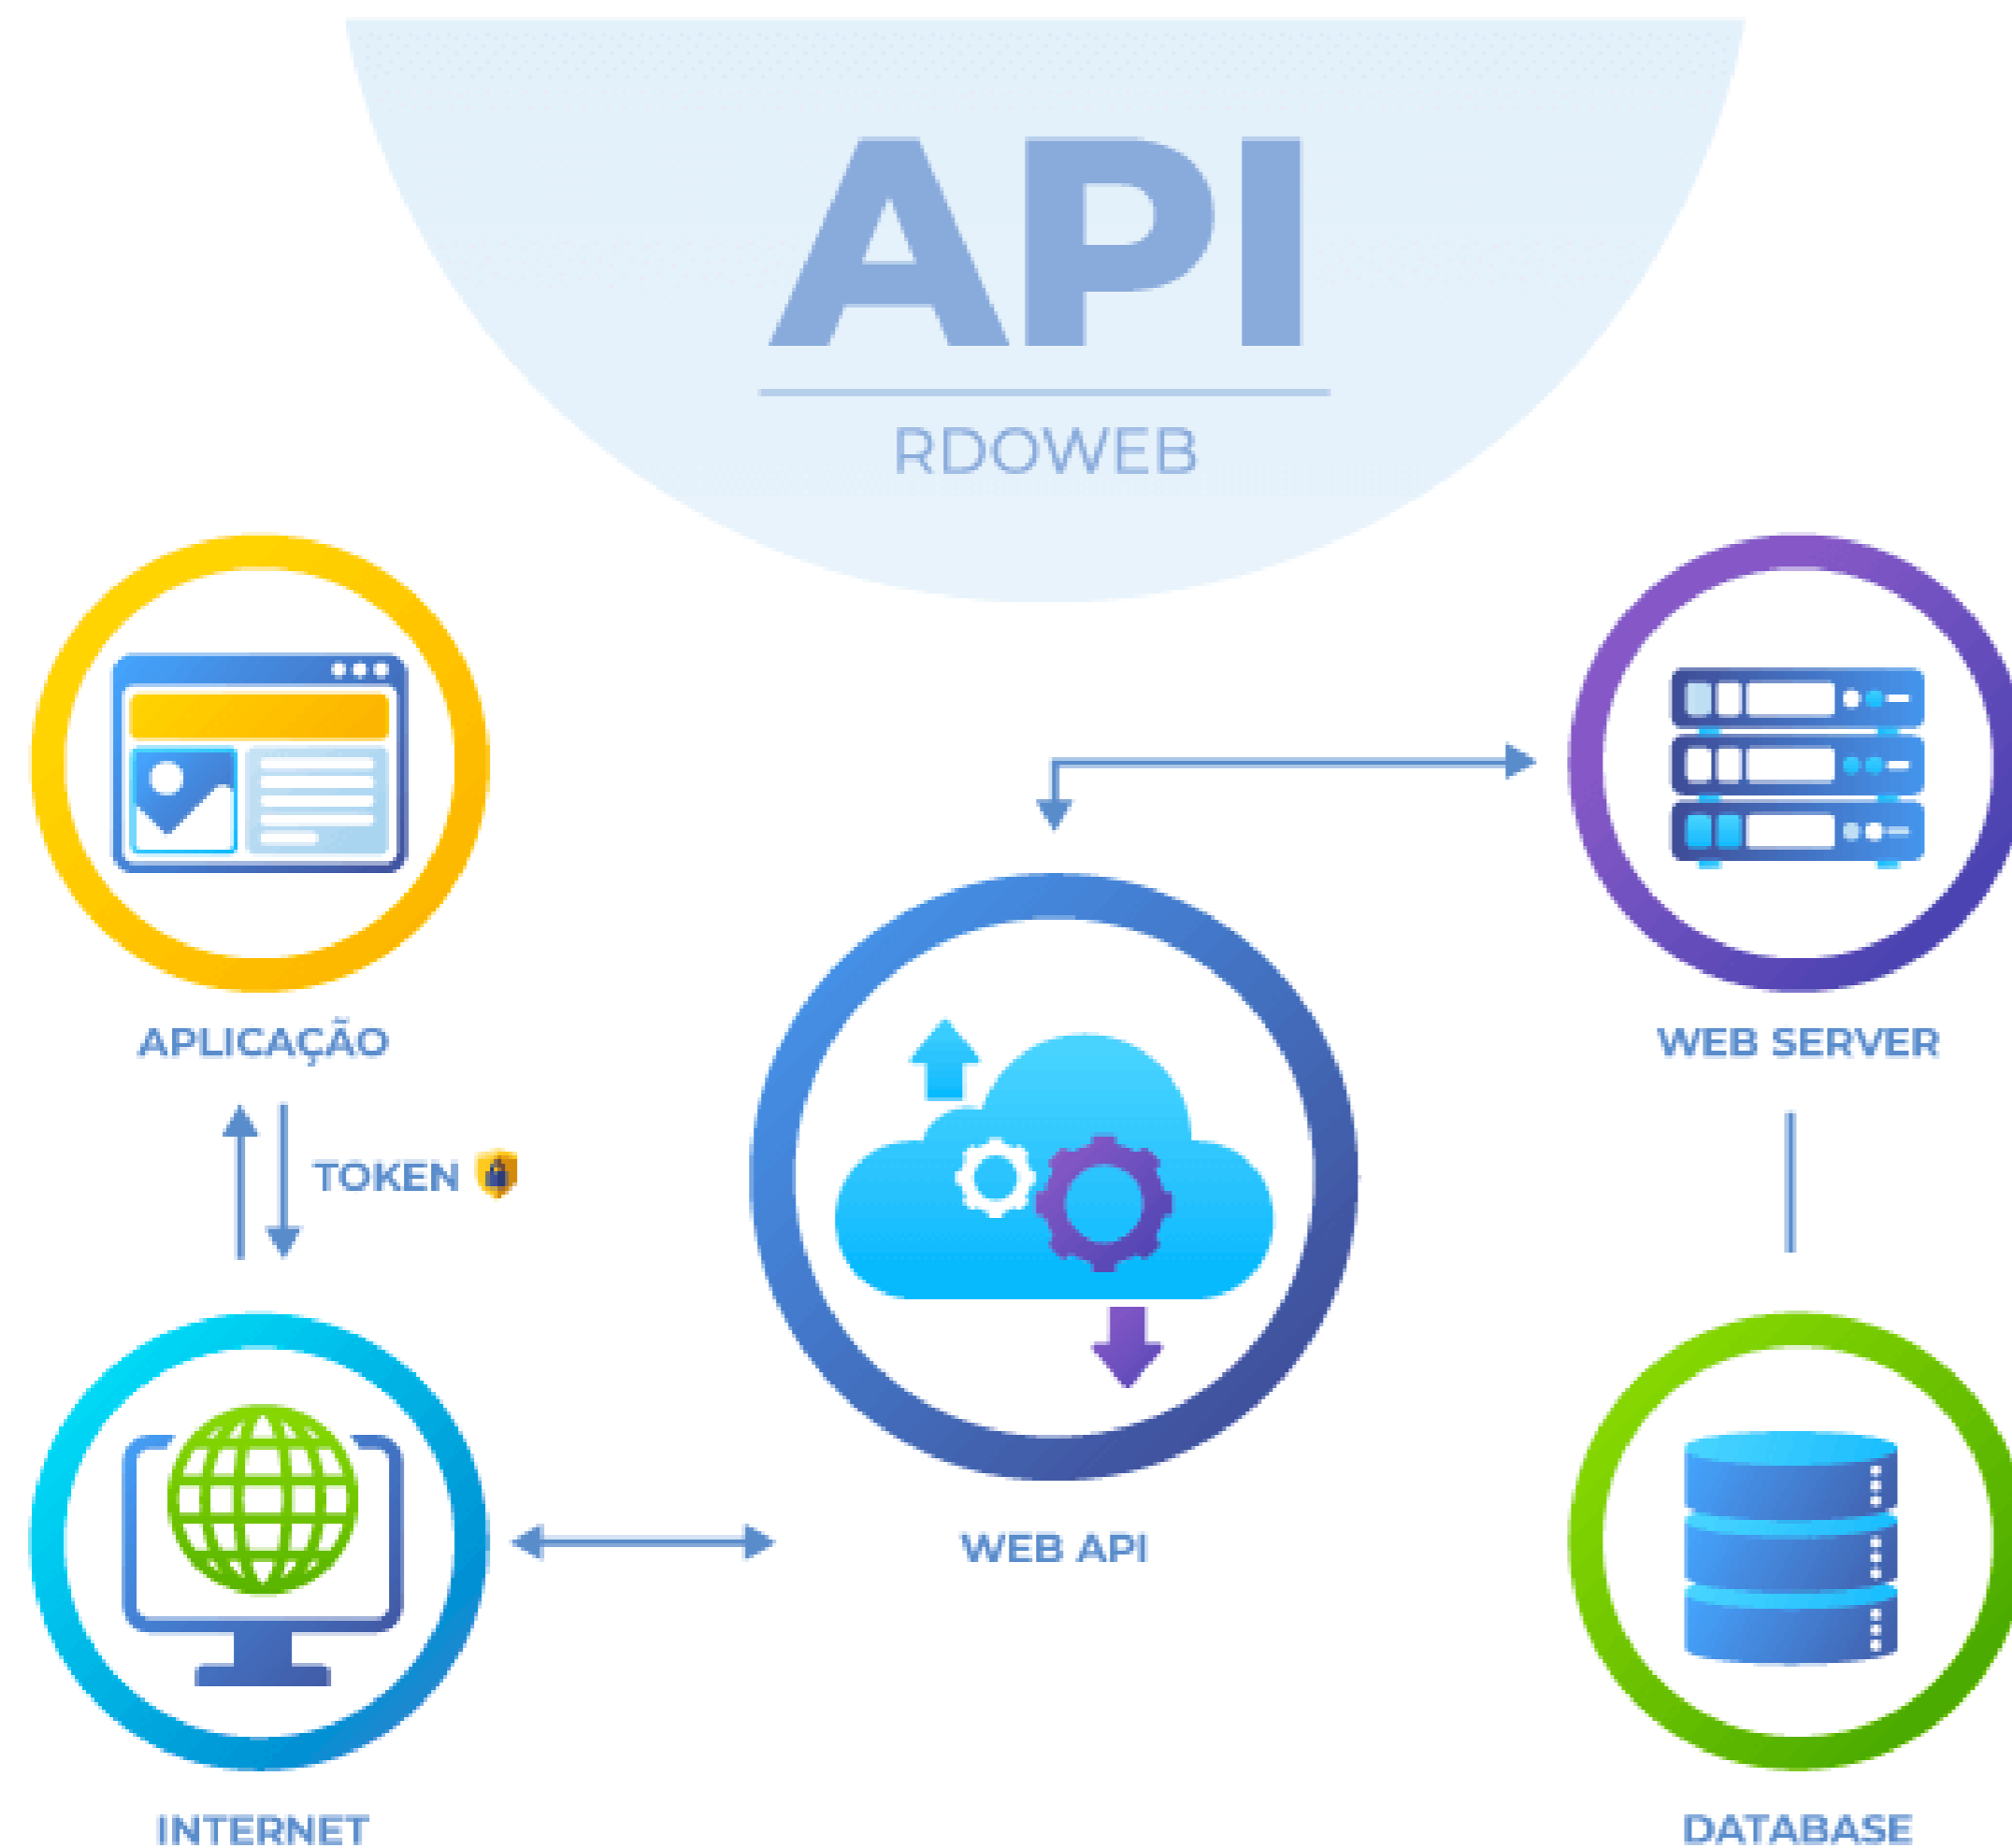 API
RDOWEB
APLICAÇÃO
WEB SERVER
TOKEN
WEB API
INTERNET
DATABASE